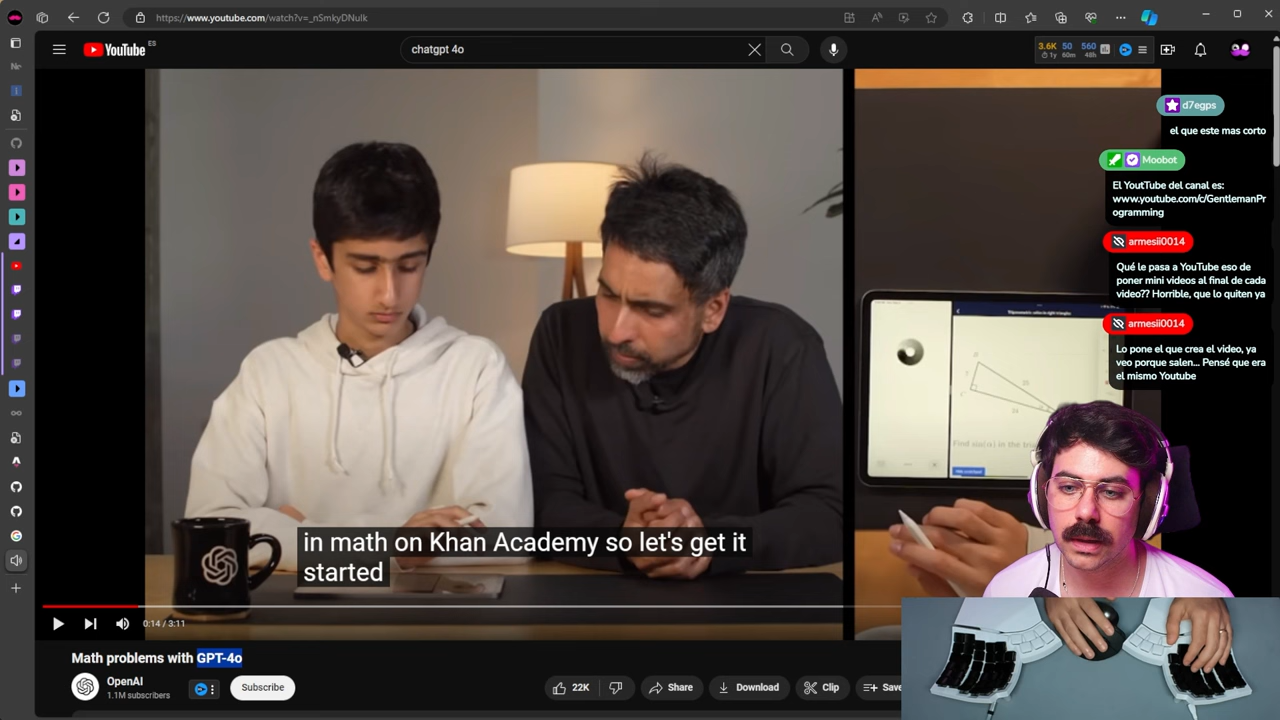 https://www.youtube.com/watch?v=_nSmkyDNulk
YouTube ES
chatgpt 4o
3.6K 50 560
1y 60m 48h
d7egps
el que este mas corto
Moobot
El YoutTube del canal es:
www.youtube.com/c/GentlemanPr
ogramming
armesii0014
Qué le pasa a YouTube eso de
poner mini videos al final de cada
video?? Horrible, que lo quiten ya
armesii0014
Lo pone el que crea el video, ya
veo porque salen... Pensé que era
el mismo Youtube
in math on Khan Academy so let's get it
started
0:14 / 3:11
Math problems with GPT-4o
OpenAI
1.1M subscribers
Subscribe
22K
Share
Download
Clip
Save